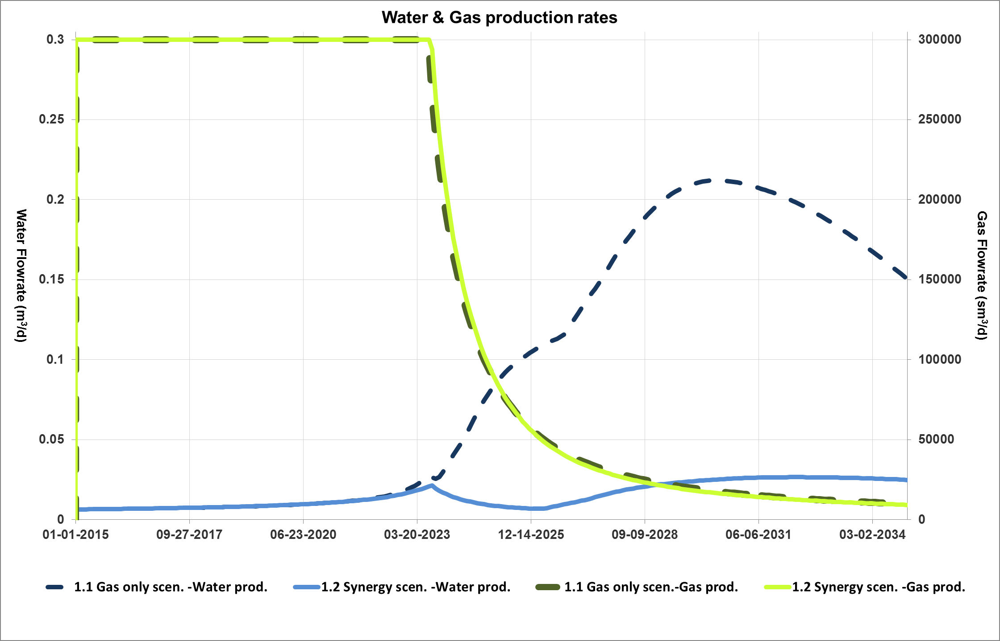 Water & Gas production rates
0.3
0.25
0.2
0.15
0.1
0.05
0
Water Flowrate (m³/d)
300000
250000
200000
150000
100000
50000
0
Gas Flowrate (sm³/d)
01-01-2015 09-27-2017 06-23-2020 03-20-2023 12-14-2025 09-09-2028 06-06-2031 03-02-2034
1.1 Gas only scen. -Water prod. 1.2 Synergy scen. -Water prod. 1.1 Gas only scen.-Gas prod. 1.2 Synergy scen. -Gas prod.